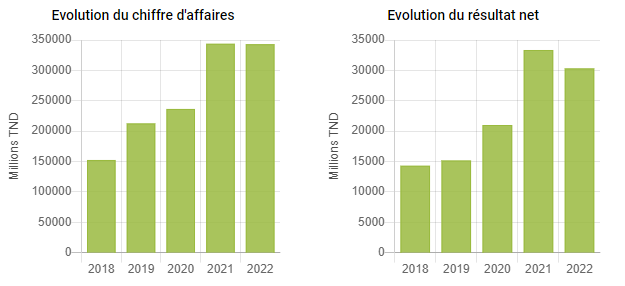 Evolution du chiffre d'affaires
350000
300000
250000
200000
150000
100000
50000
0
Millions TND
2018 2019 2020 2021 2022
Evolution du résultat net
35000
30000
25000
20000
15000
10000
5000
0
Millions TND
2018 2019 2020 2021 2022